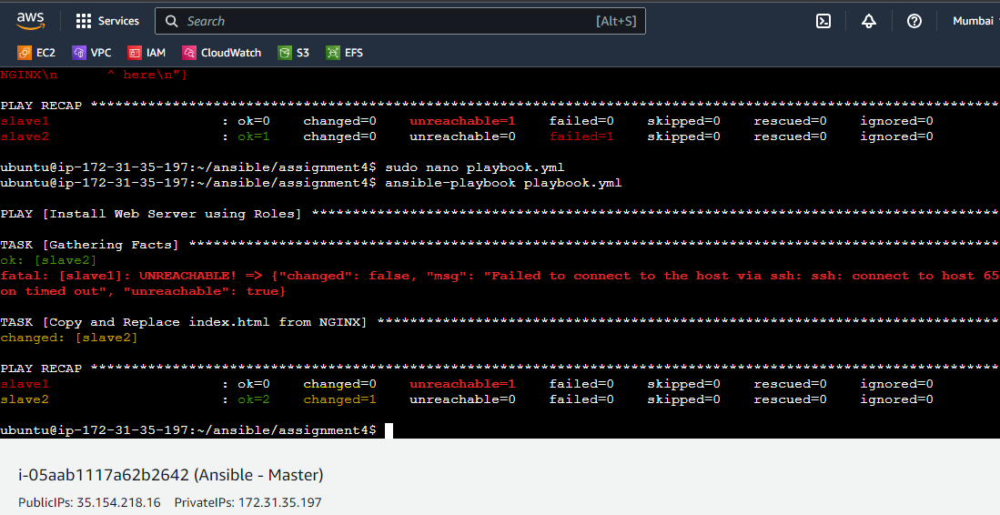 aws Services Search [Alt+S] Mumbai
EC2 VPC IAM CloudWatch S3 EFS
NGINX\n      ^ here\n"}
PLAY RECAP *********************************************************************************************
slave1 : ok=0 changed=0 unreachable=1 failed=0 skipped=0 rescued=0 ignored=0
slave2 : ok=1 changed=0 unreachable=0 failed=1 skipped=0 rescued=0 ignored=0
ubuntu@ip-172-31-35-197:~/ansible/assignment4$ sudo nano playbook.yml
ubuntu@ip-172-31-35-197:~/ansible/assignment4$ ansible-playbook playbook.yml
PLAY [Install Web Server using Roles] ************************************************************************************
TASK [Gathering Facts] ***************************************************************************************************
ok: [slave2]
fatal: [slave1]: UNREACHABLE! => {"changed": false, "msg": "Failed to connect to the host via ssh: ssh: connect to host 65
on timed out", "unreachable": true}
TASK [Copy and Replace index.html from NGINX] ****************************************************************************
changed: [slave2]
PLAY RECAP *********************************************************************************************
slave1 : ok=0 changed=0 unreachable=1 failed=0 skipped=0 rescued=0 ignored=0
slave2 : ok=2 changed=1 unreachable=0 failed=0 skipped=0 rescued=0 ignored=0
ubuntu@ip-172-31-35-197:~/ansible/assignment4$
i-05aab1117a62b2642 (Ansible - Master)
PublicIPs: 35.154.218.16 PrivateIPs: 172.31.35.197